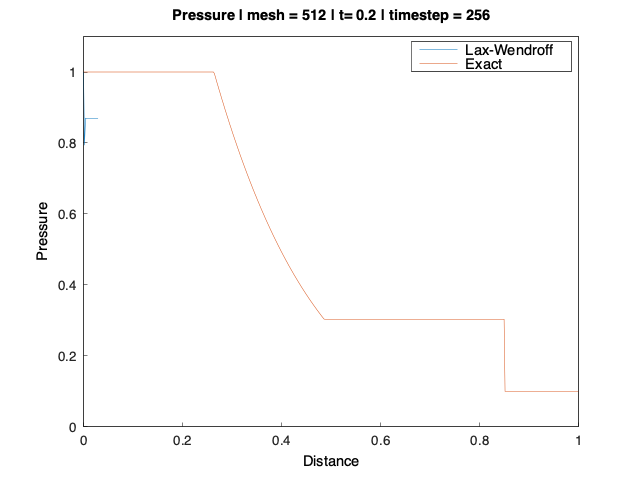 Pressure | mesh = 512 | t= 0.2 | timestep = 256
Lax-Wendroff
Exact
1
0.8
0.6
0.4
0.2
0
Pressure
0 0.2 0.4 0.6 0.8 1
Distance